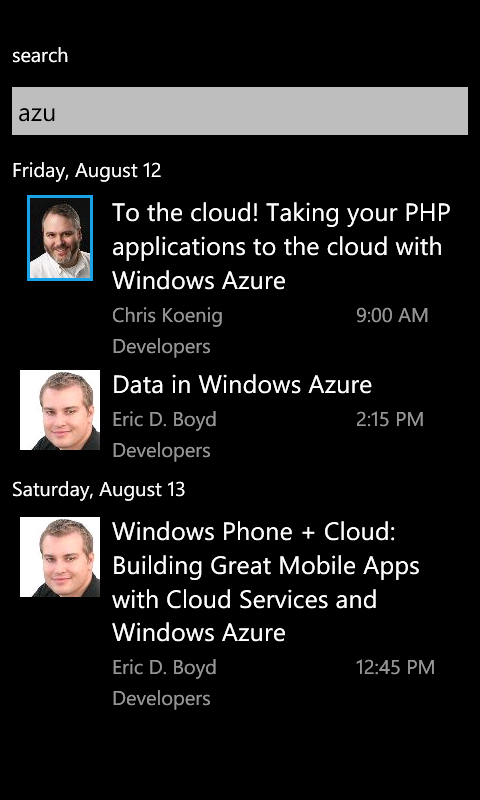 search
azu
Friday, August 12
To the cloud! Taking your PHP
applications to the cloud with
Windows Azure
Chris Koenig 9:00 AM
Developers
Data in Windows Azure
Eric D. Boyd 2:15 PM
Developers
Saturday, August 13
Windows Phone + Cloud:
Building Great Mobile Apps
with Cloud Services and
Windows Azure
Eric D. Boyd 12:45 PM
Developers